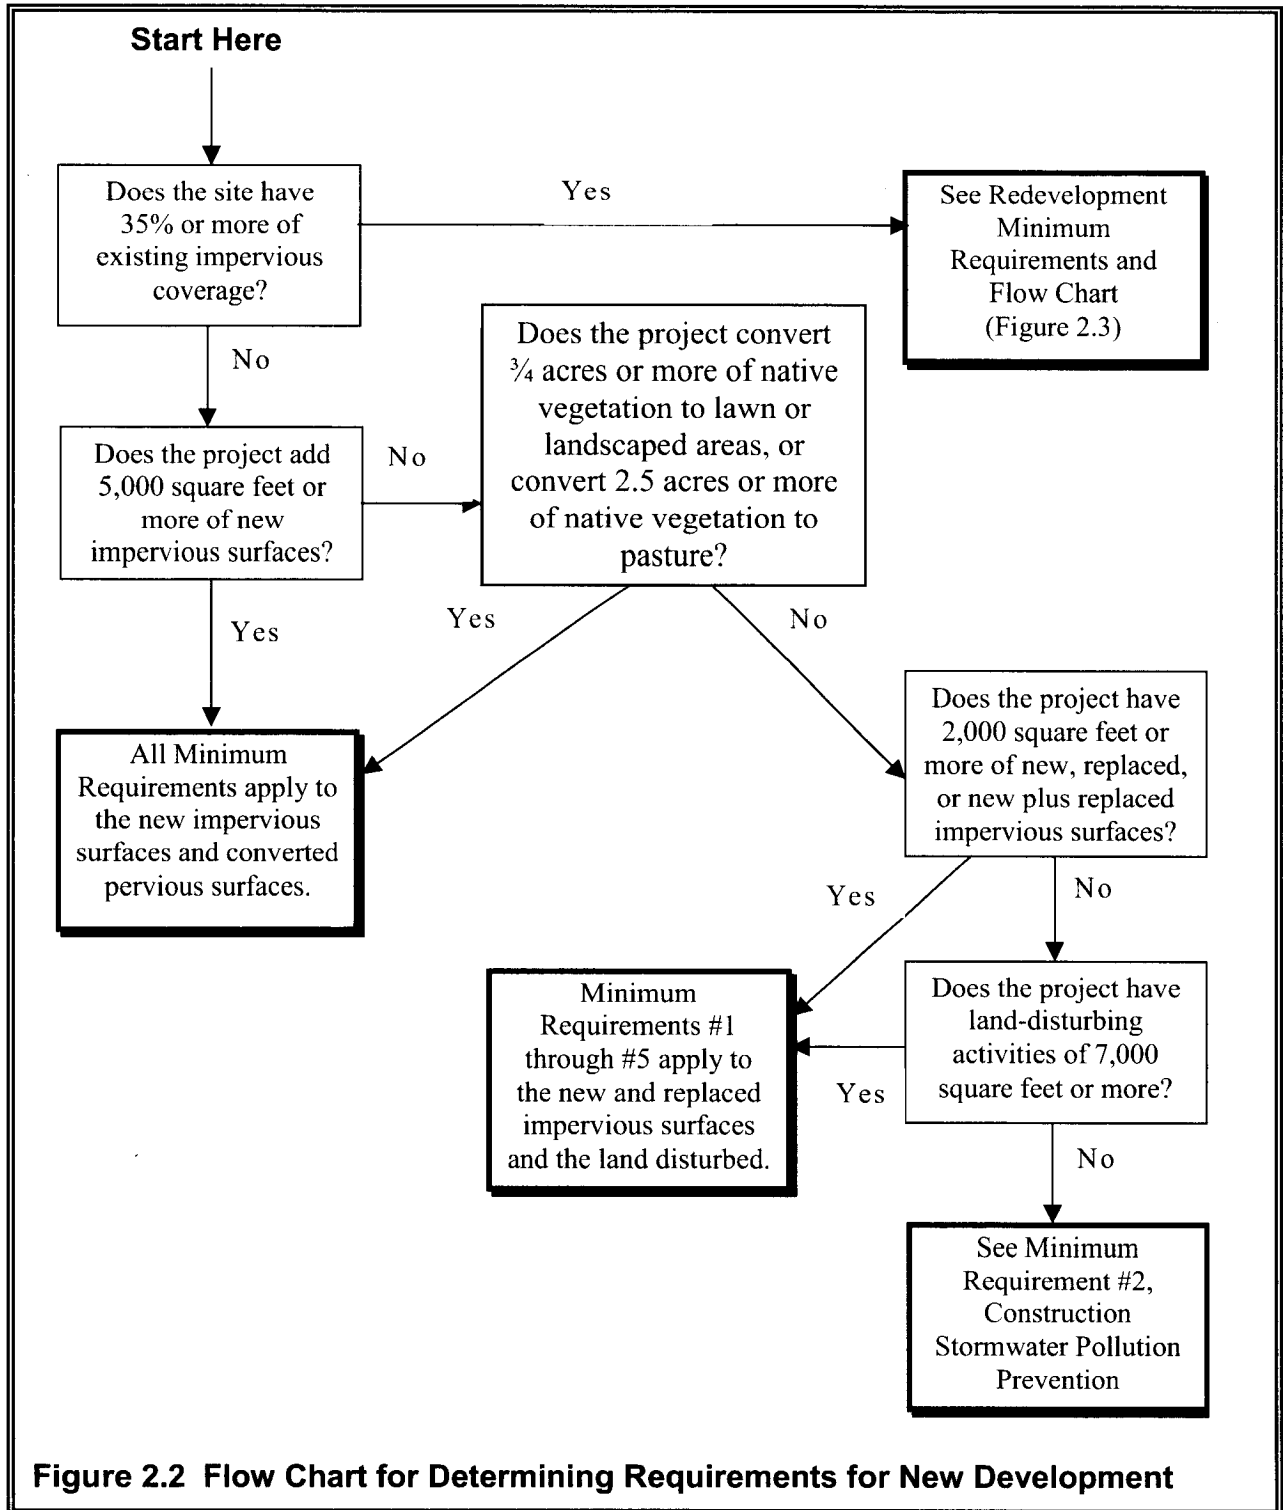 Start Here
Does the site have
35% or more of
existing impervious
coverage?
Yes
See Redevelopment
Minimum
Requirements and
Flow Chart
(Figure 2.3)
No
Does the project add
5,000 square feet or
more of new
impervious surfaces?
No
Does the project convert
¾ acres or more of native
vegetation to lawn or
landscaped areas, or
convert 2.5 acres or more
of native vegetation to
pasture?
Yes
Yes
No
All Minimum
Requirements apply to
the new impervious
surfaces and converted
pervious surfaces.
Does the project have
2,000 square feet or
more of new, replaced,
or new plus replaced
impervious surfaces?
Yes
No
Minimum
Requirements #1
through #5 apply to
the new and replaced
impervious surfaces
and the land disturbed.
Does the project have
land-disturbing
activities of 7,000
square feet or more?
Yes
No
See Minimum
Requirement #2,
Construction
Stormwater Pollution
Prevention
Figure 2.2 Flow Chart for Determining Requirements for New Development